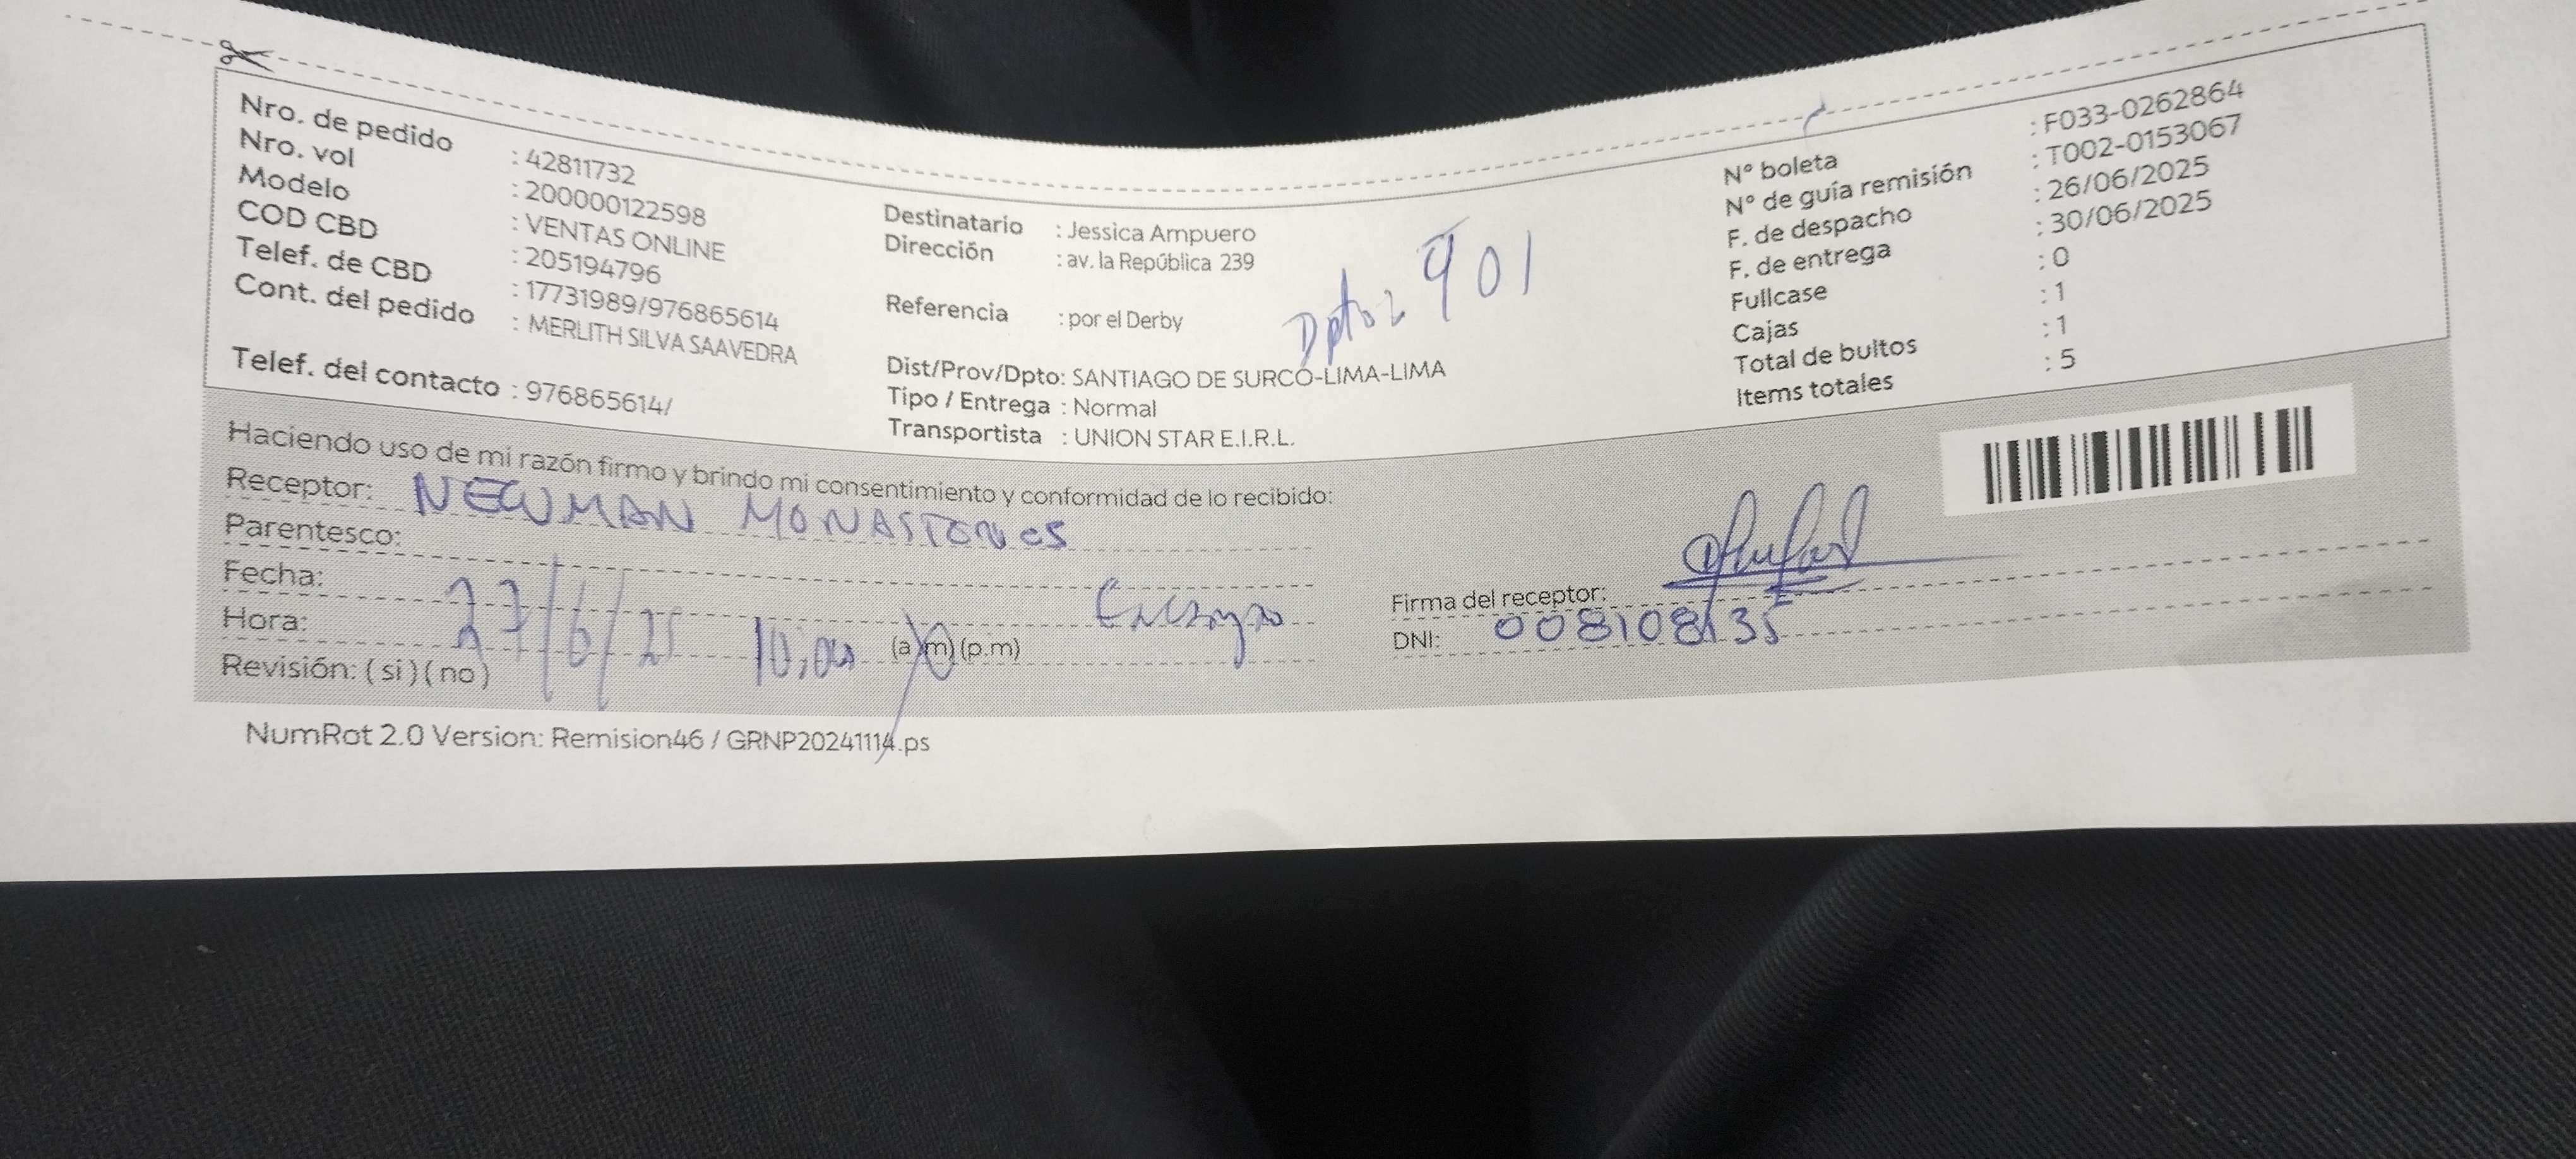 Nro. de pedido : 42811732
Nro. vol : 200000122598
Modelo : VENTAS ONLINE
COD CBD : 205194796
Telef. de CBD : 17731989/976865614
Cont. del pedido : MERLITH SILVA SAAVEDRA
Telef. del contacto : 976865614/
Destinatario : Jessica Ampuero
Dirección : av. la República 239
Referencia : por el Derby
Dpto: 901
Dist/Prov/Dpto: SANTIAGO DE SURCO-LIMA-LIMA
Tipo / Entrega : Normal
Transportista : UNION STAR E.I.R.L.
N° boleta : F033-0262864
N° de guía remisión : T002-0153067
F. de despacho : 26/06/2025
F. de entrega : 30/06/2025
Fullcase : 0
Cajas : 1
Total de bultos : 1
Items totales : 5
Haciendo uso de mi razón firmo y brindo mi consentimiento y conformidad de lo recibido:
Receptor: NEWMAN
Parentesco:
Fecha: 27/6/25
Hora: (a.m) (p.m)
Revisión: (si) (no)
Firma del receptor:
DNI:
NumRot 2.0 Version: Remision46 / GRNP20241114.ps